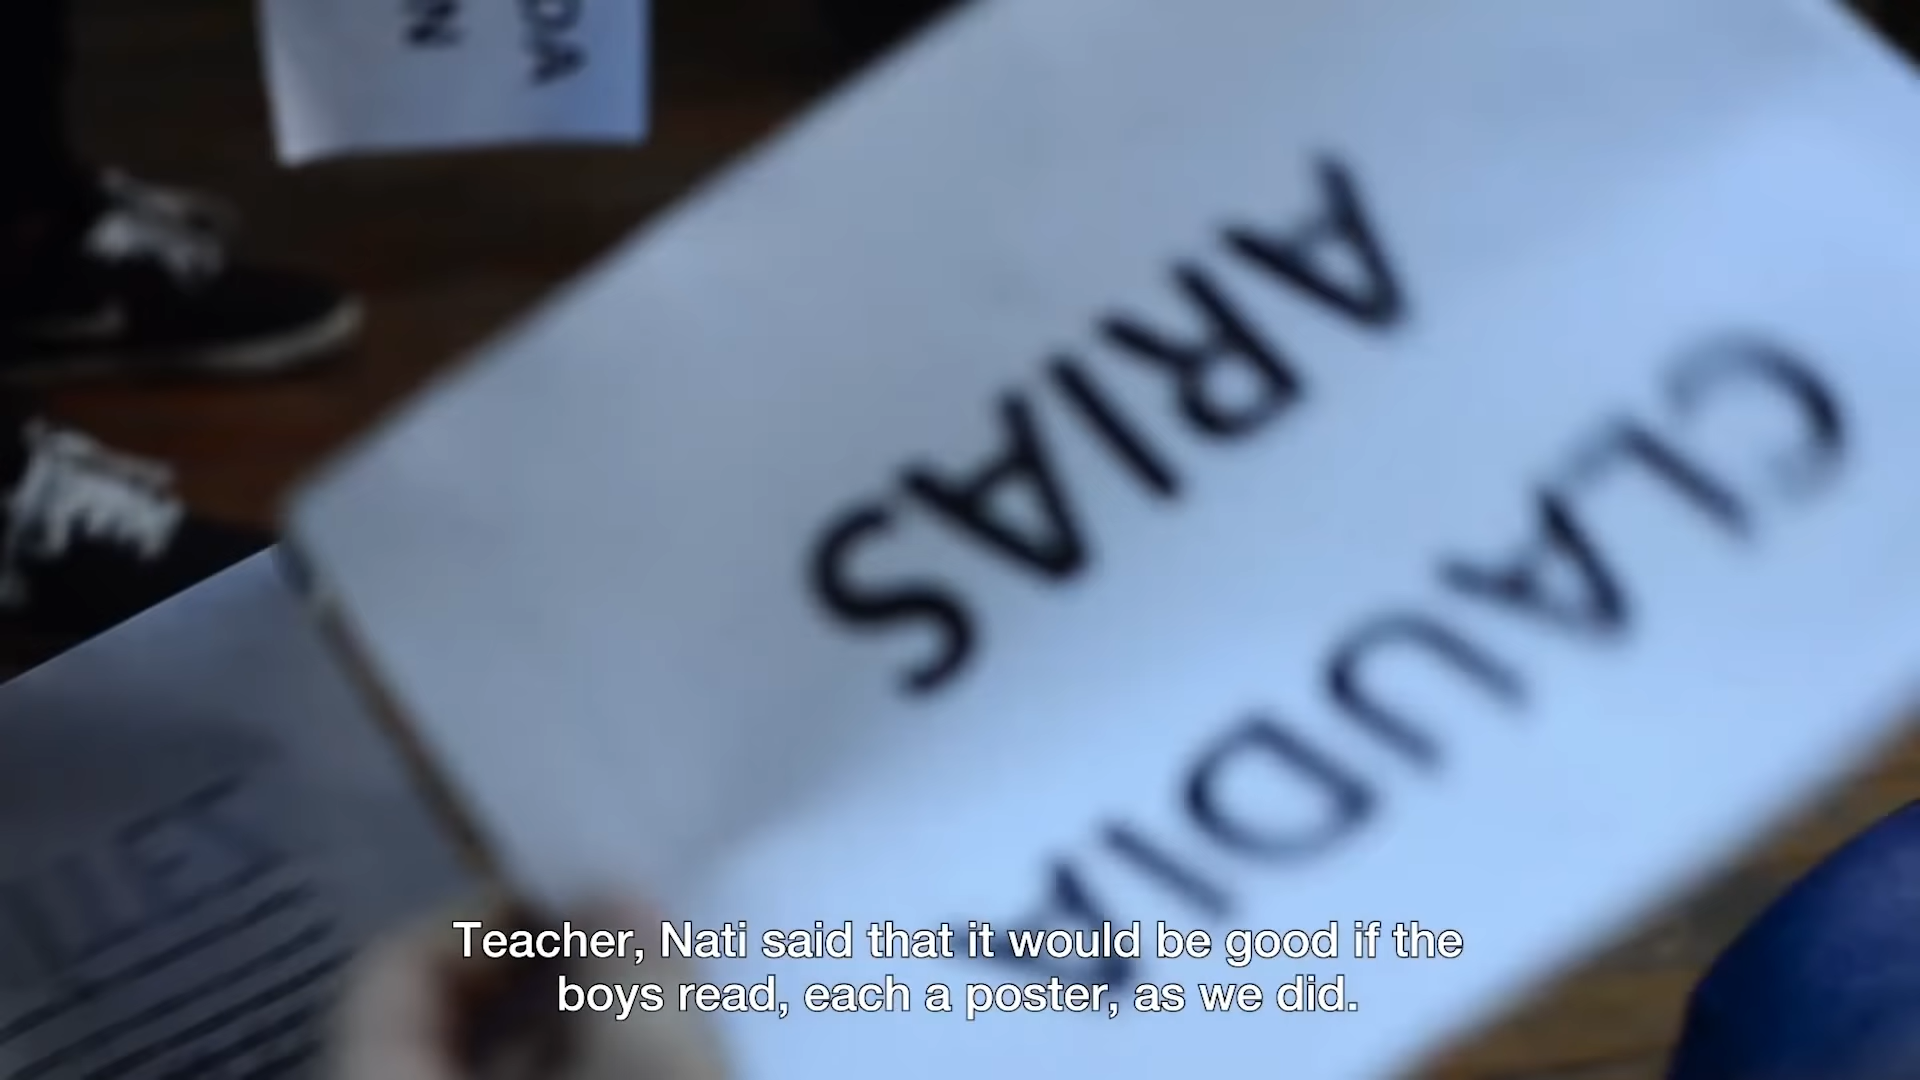 DA
N
CLAUDIA
ARIAS
Teacher, Nati said that it would be good if the
boys read, each a poster, as we did.